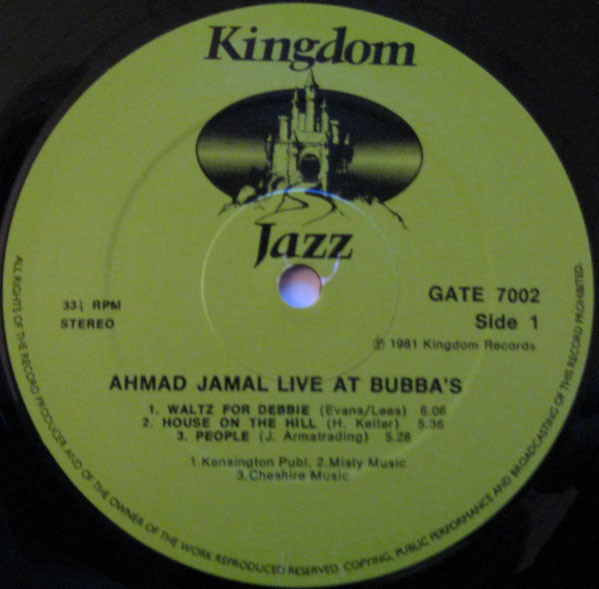 Kingdom
Jazz
33⅓ RPM
STEREO
GATE 7002
Side 1
℗ 1981 Kingdom Records
AHMAD JAMAL LIVE AT BUBBA'S
1. WALTZ FOR DEBBIE (Evans/Lees) 6.06
2. HOUSE ON THE HILL (H. Keller) 5.36
3. PEOPLE (J. Armatrading) 5.28
1.Kensington Publ, 2.Misty Music
3.Cheshire Music
ALL RIGHTS OF THE RECORD PRODUCER AND OF THE OWNER OF THE WORK REPRODUCED RESERVED. COPYING, PUBLIC PERFORMANCE AND BROADCASTING OF THIS RECORD PROHIBITED.